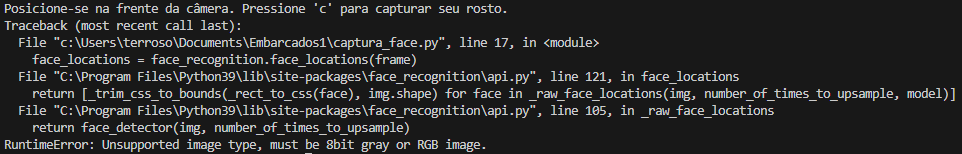 Posicione-se na frente da câmera. Pressione 'c' para capturar seu rosto.
Traceback (most recent call last):
  File "c:\Users\terroso\Documents\Embarcados1\captura_face.py", line 17, in <module>
    face_locations = face_recognition.face_locations(frame)
  File "C:\Program Files\Python39\lib\site-packages\face_recognition\api.py", line 121, in face_locations
    return [_trim_css_to_bounds(_rect_to_css(face), img.shape) for face in _raw_face_locations(img, number_of_times_to_upsample, model)]
  File "C:\Program Files\Python39\lib\site-packages\face_recognition\api.py", line 105, in _raw_face_locations
    return face_detector(img, number_of_times_to_upsample)
RuntimeError: Unsupported image type, must be 8bit gray or RGB image.